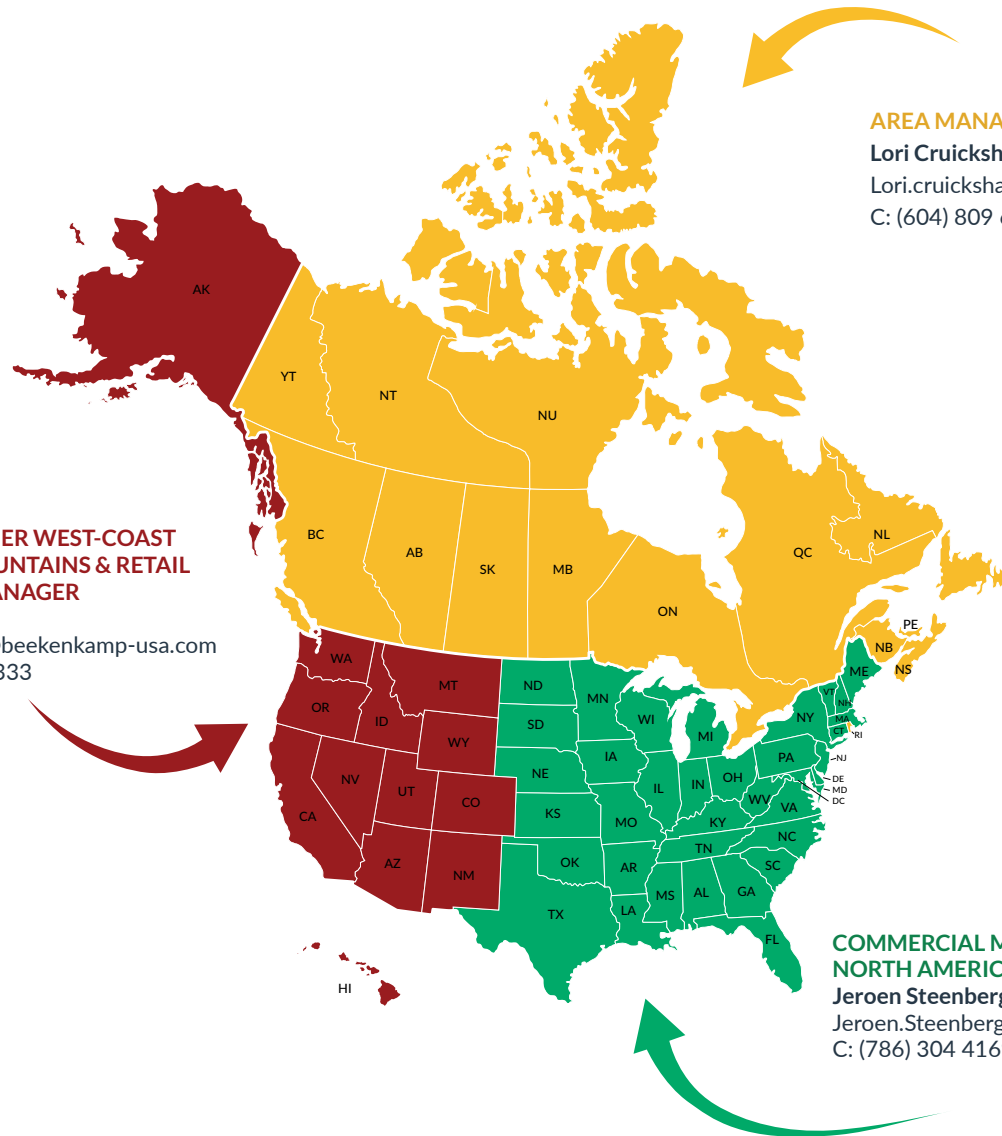 AREA MANA
Lori Cruicksh
Lori.cruicksha
C: (604) 809
AK
YT
NT
NU
BC
AB
SK
MB
ON
QC
NL
PE
NB
NS
ER WEST-COAST
UNTAINS & RETAIL
ANAGER
beekenkamp-usa.com
333
WA
MT
ND
MN
ME
VT
NH
OR
ID
SD
WI
MI
NY
MA
CT
RI
WY
NE
IA
PA
NJ
NV
UT
CO
IL
IN
OH
DE
MD
DC
CA
KS
MO
WV
VA
KY
NC
AZ
NM
OK
AR
TN
SC
TX
LA
MS
AL
GA
FL
HI
COMMERCIAL M
NORTH AMERIC
Jeroen Steenberg
Jeroen.Steenberg
C: (786) 304 416